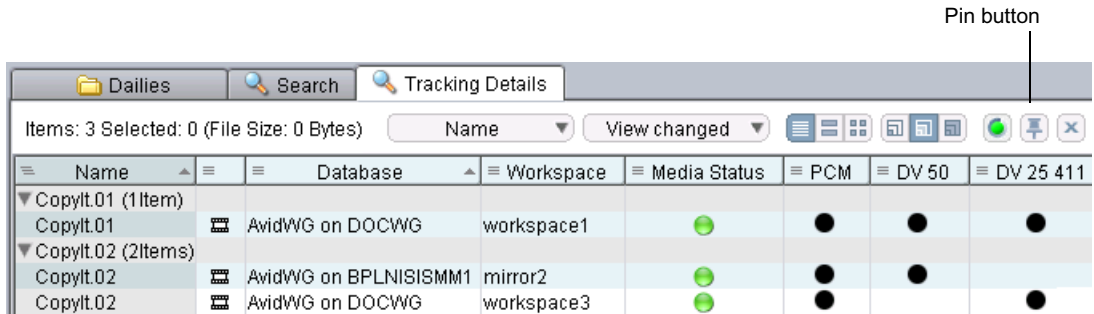 Pin button
Dailies Search Tracking Details
Items: 3 Selected: 0 (File Size: 0 Bytes) Name View changed
Name Database Workspace Media Status PCM DV 50 DV 25 411
CopyIt.01 (1Item)
CopyIt.01 AvidWG on DOCWG workspace1
CopyIt.02 (2Items)
CopyIt.02 AvidWG on BPLNISISMM1 mirror2
CopyIt.02 AvidWG on DOCWG workspace3